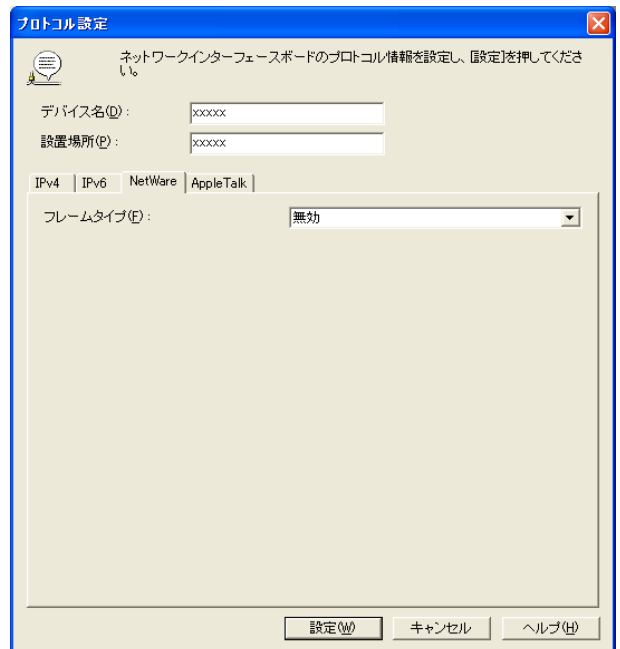 プロトコル設定
ネットワークインターフェースボードのプロトコル情報を設定し、[設定]を押してくださ
い。
デバイス名(D):
xxxxx
設置場所(P):
xxxxx
IPv4 IPv6 NetWare AppleTalk
フレームタイプ(F):
無効
設定(W) キャンセル ヘルプ(H)